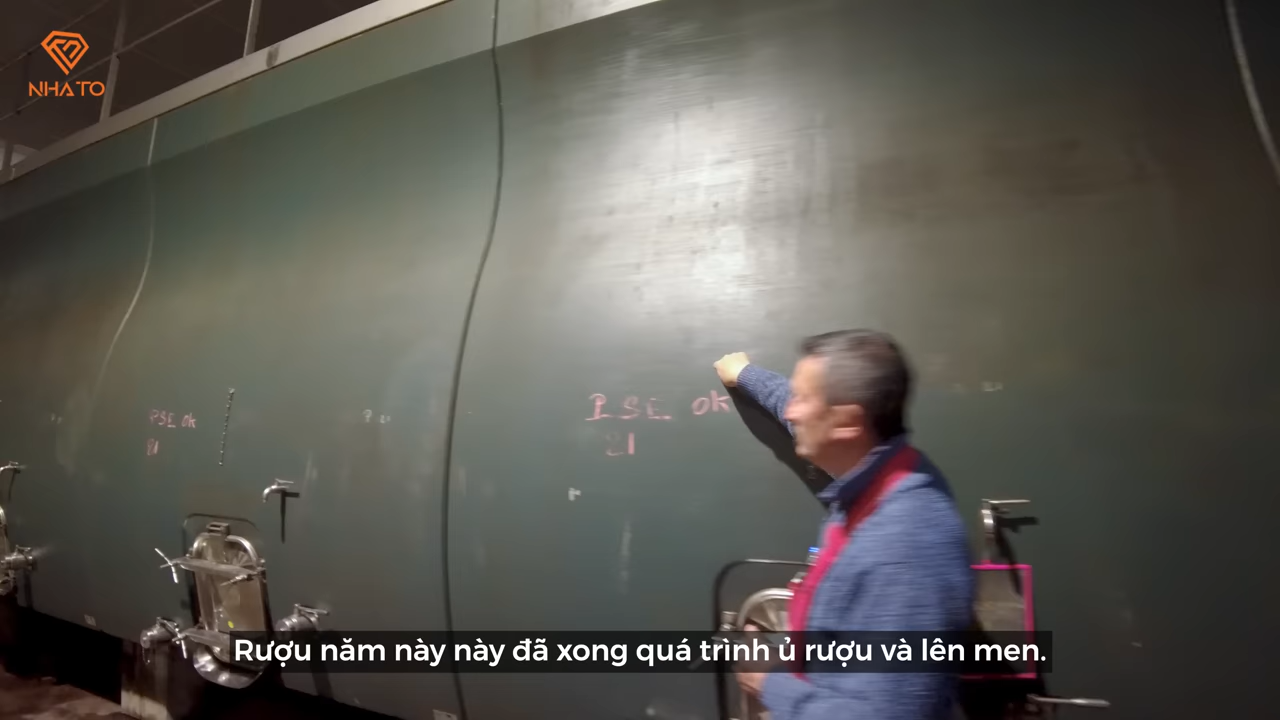 NHATO
PSE ok
21
PSE ok
21
Rượu năm này này đã xong quá trình ủ rượu và lên men.